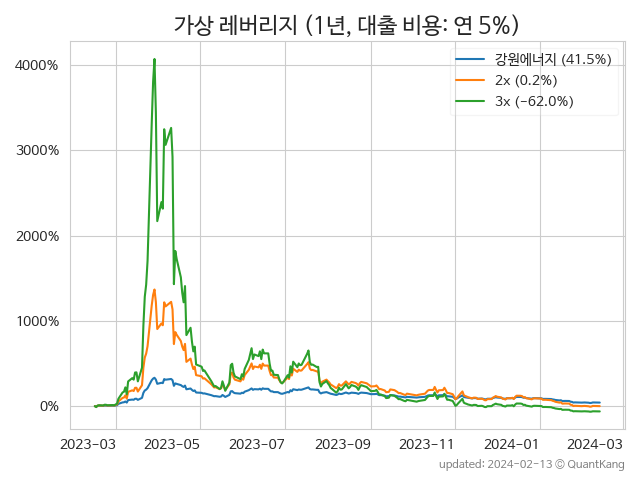 가상 레버리지 (1년, 대출 비용: 연 5%)
강원에너지 (41.5%)
2x (0.2%)
3x (-62.0%)
4000%
3000%
2000%
1000%
0%
2023-03 2023-05 2023-07 2023-09 2023-11 2024-01 2024-03
updated: 2024-02-13 © QuantKang